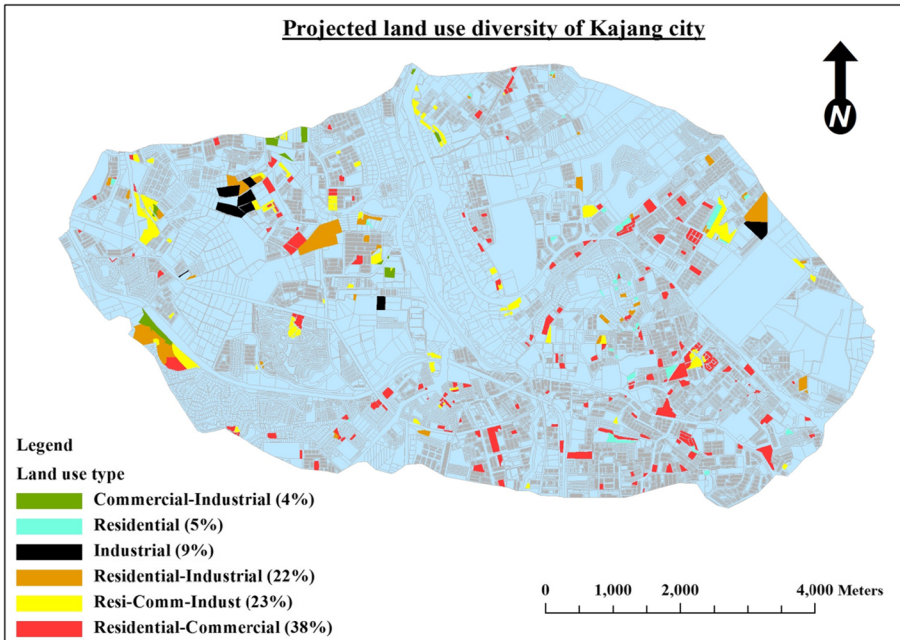 Projected land use diversity of Kajang city
N
Legend
Land use type
Commercial-Industrial (4%)
Residential (5%)
Industrial (9%)
Residential-Industrial (22%)
Resi-Comm-Indust (23%)
Residential-Commercial (38%)
0 1,000 2,000 4,000 Meters